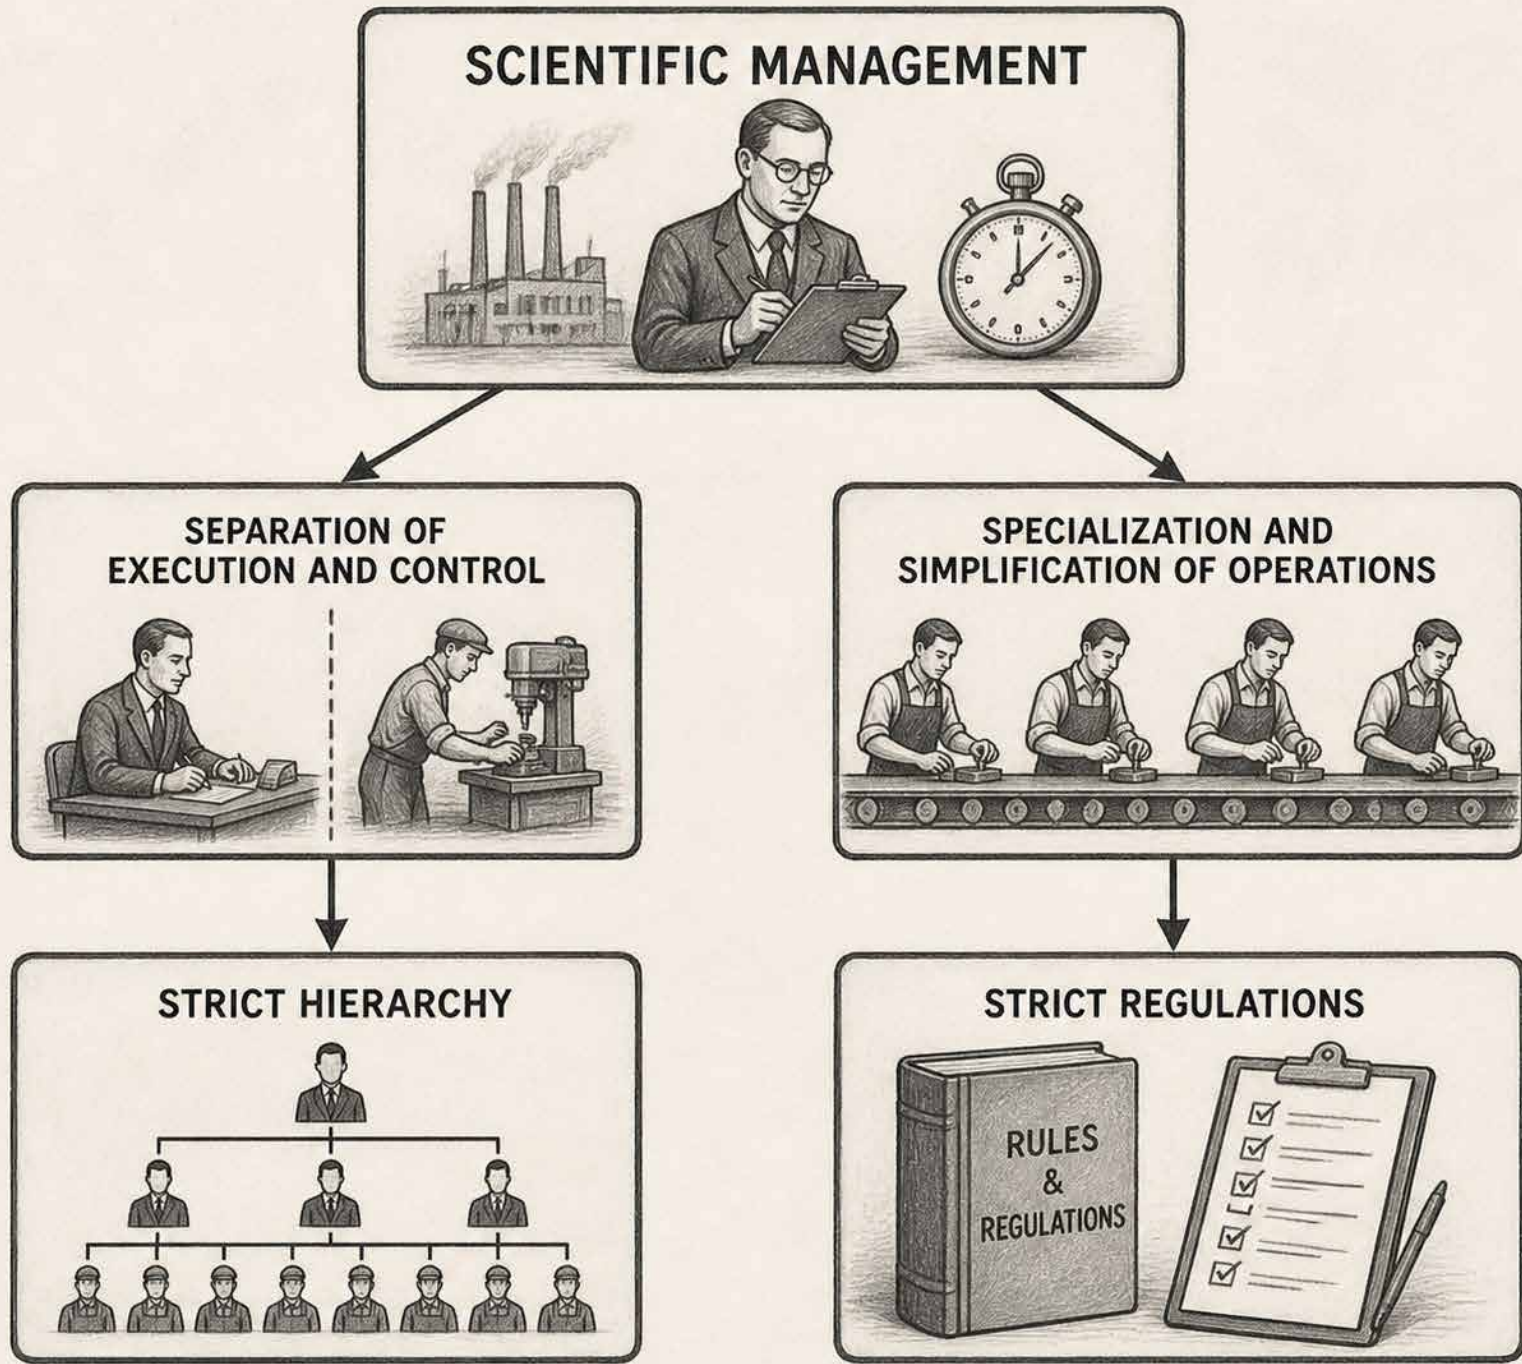 SCIENTIFIC MANAGEMENT
SEPARATION OF
EXECUTION AND CONTROL
SPECIALIZATION AND
SIMPLIFICATION OF OPERATIONS
STRICT HIERARCHY
STRICT REGULATIONS
RULES
&
REGULATIONS